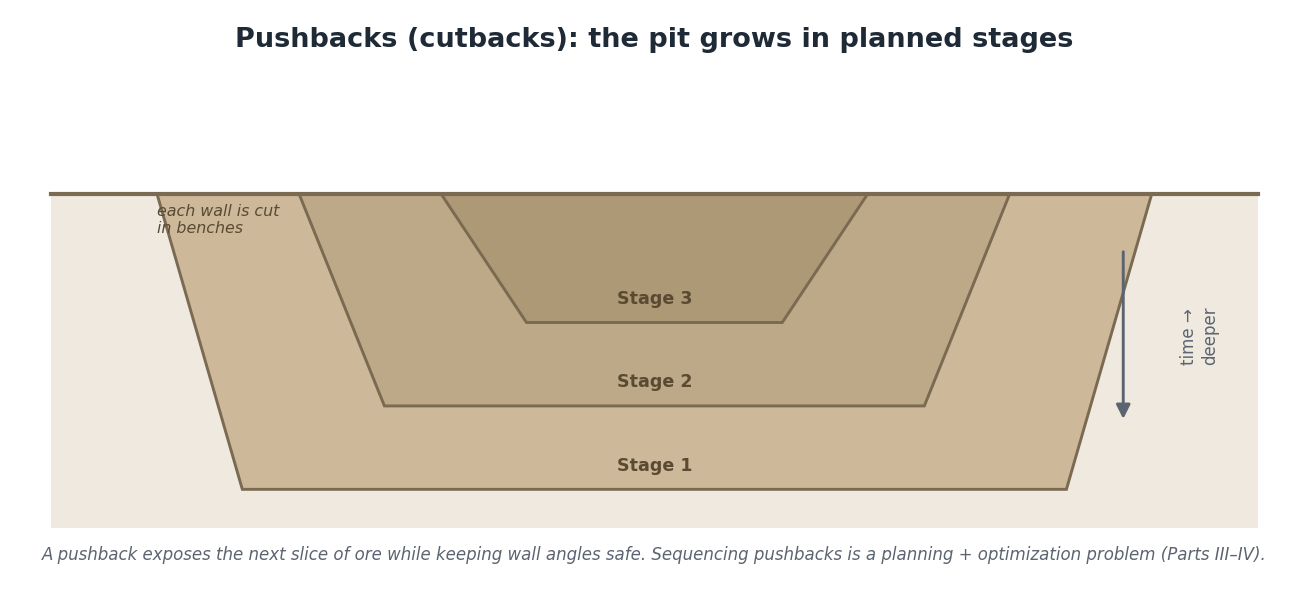 Pushbacks (cutbacks): the pit grows in planned stages
each wall is cut
in benches
Stage 3
Stage 2
Stage 1
time →
deeper
A pushback exposes the next slice of ore while keeping wall angles safe. Sequencing pushbacks is a planning + optimization problem (Parts III–IV).